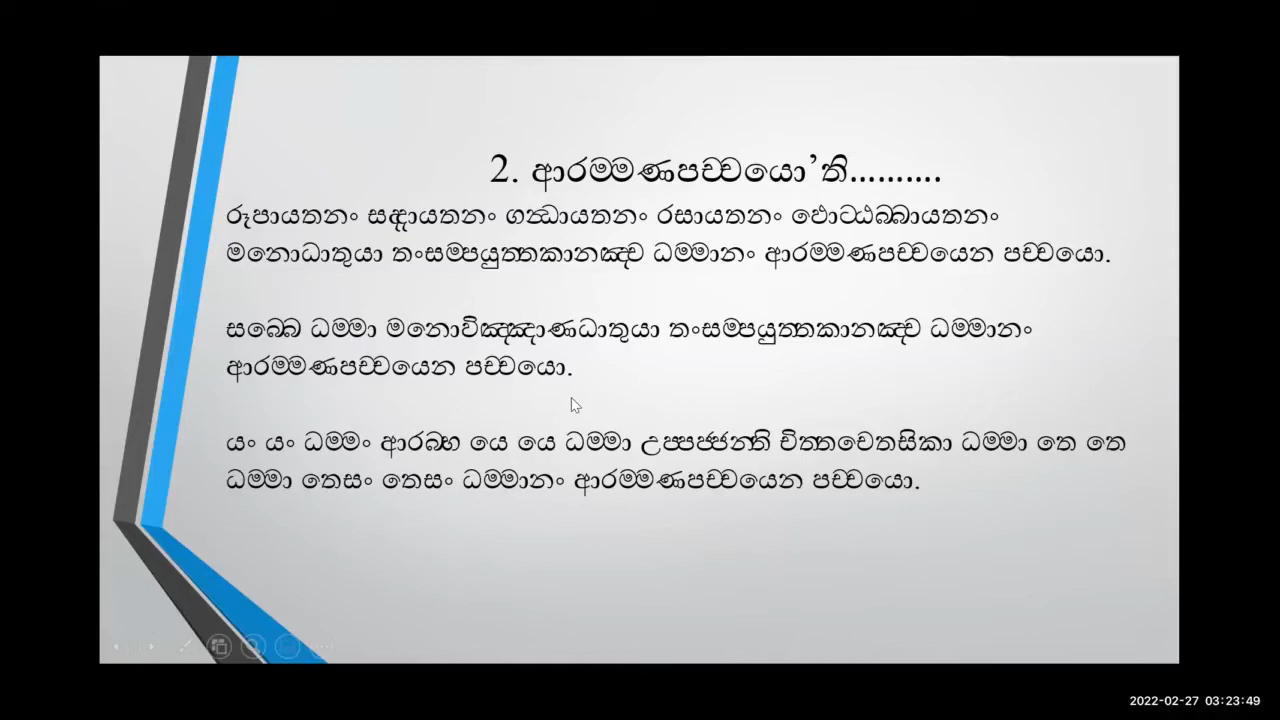 2. ආරම‍්මණපච‍්චයො’ති..........
රූපායතනං සද‍්දායතනං ගන්‍ධායතනං රසායතනං ඵොට‍්ඨබ‍්බායතනං
මනොධාතුයා තංසම‍්පයුත‍්තකානඤ‍්ච ධම‍්මානං ආරම‍්මණපච‍්චයෙන පච‍්චයො.
සබ‍්බෙ ධම‍්මා මනොවිඤ‍්ඤාණධාතුයා තංසම‍්පයුත‍්තකානඤ‍්ච ධම‍්මානං
ආරම‍්මණපච‍්චයෙන පච‍්චයො.
යං යං ධම‍්මං ආරබ‍්භ යෙ යෙ ධම‍්මා උප‍්පජ‍්ජන‍්ති චිත‍්තචෙතසිකා ධම‍්මා තෙ තෙ
ධම‍්මා තෙසං තෙසං ධම‍්මානං ආරම‍්මණපච‍්චයෙන පච‍්චයො.
2022-02-27 03:23:49